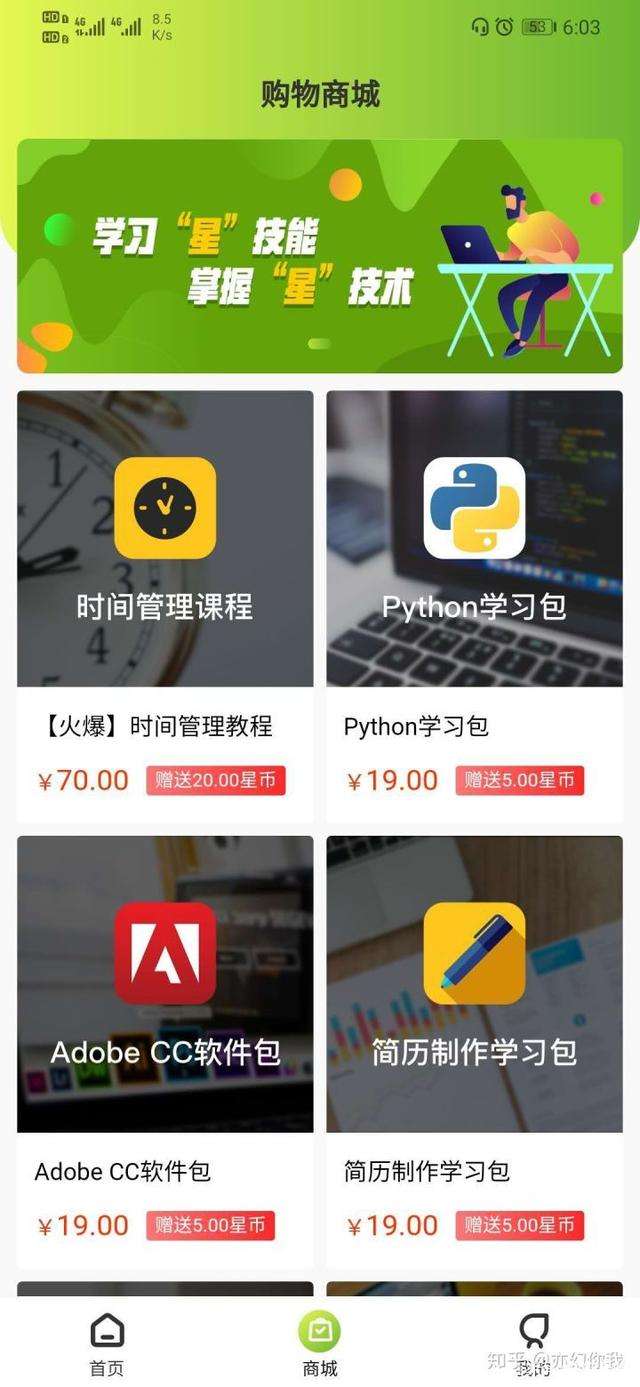 HD 1 4G 4G 8.5
HD 2 K/s
53 6:03
购物商城
学习“星”技能
掌握“星”技术
时间管理课程
Python学习包
【火爆】时间管理教程
¥70.00 赠送20.00星币
Python学习包
¥19.00 赠送5.00星币
Adobe CC软件包
简历制作学习包
Adobe CC软件包
¥19.00 赠送5.00星币
简历制作学习包
¥19.00 赠送5.00星币
首页
商城
我的
知乎 @亦幻你我